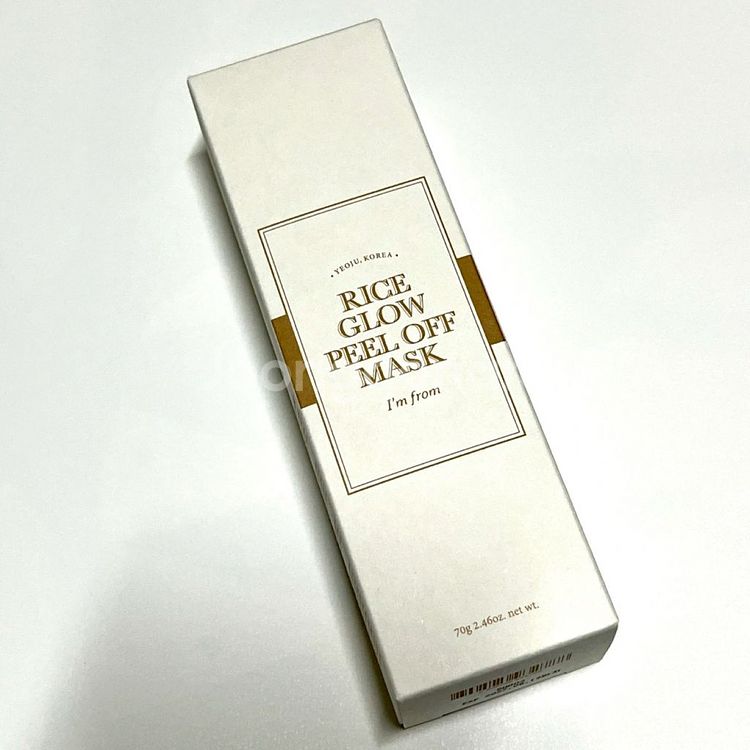 • YEOJU, KOREA •
RICE
GLOW
PEEL OFF
MASK
I'm from
70g 2.46oz. net wt.